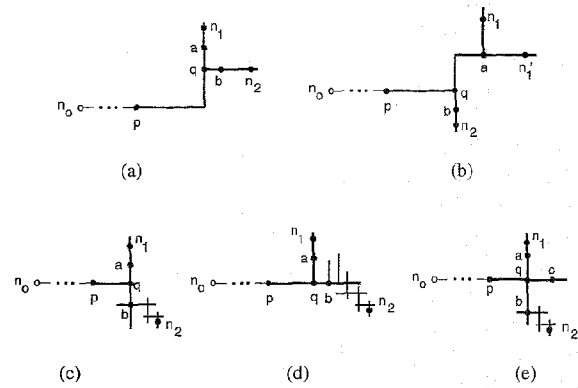 n1
a
q b n2
n0 p
(a)
n1
a n1'
n0 p q
b
n2
(b)
n1
a
n0 p q
b n2
(c)
n1
a
n0 p q b
n2
(d)
n1
a
q c
n0 p
b
n2
(e)